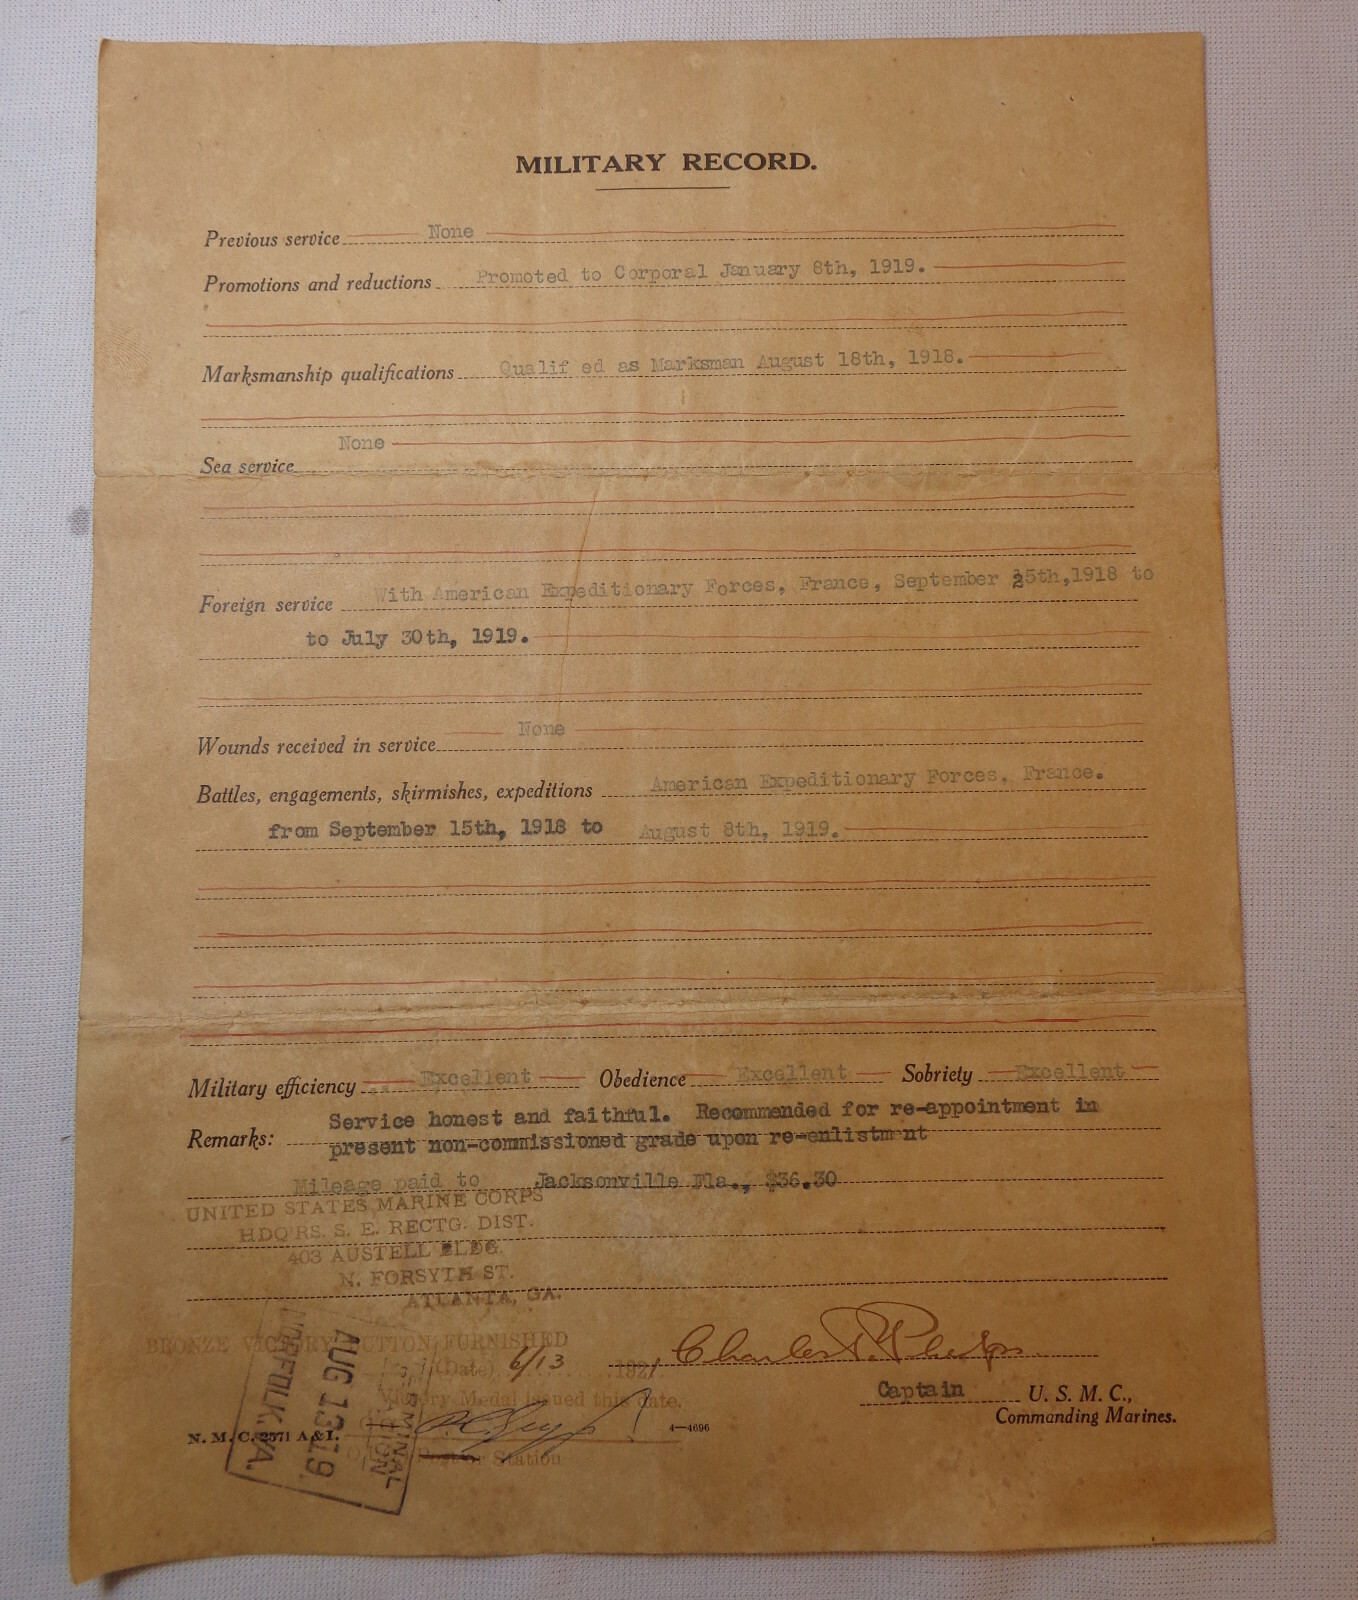 MILITARY RECORD.
Previous service None
Promotions and reductions Promoted to Corporal January 8th, 1919.
Marksmanship qualifications Qualif ed as Marksman August 18th, 1918.
None
Sea service
Foreign service With American Expeditionary Forces, France, September 25th,1918 to
to July 30th, 1919.
Wounds received in service None
Battles, engagements, skirmishes, expeditions American Expeditionary Forces, France.
from September 15th, 1918 to August 8th, 1919.
Military efficiency Excellent Obedience Excellent Sobriety Excellent
Service honest and faithful. Recommended for re-appointment in
Remarks: present non-commissioned grade upon re-enlistment
Mileage paid to Jacksonville Fla., $36.30
UNITED STATES MARINE CORPS
HDQ'RS. S. E. RECTG. DIST.
403 AUSTELL BLDG
N. FORSYTH ST.
ATLANTA, GA.
BRONZE VICTORY BUTTON FURNISHED
(Date) 6/13 1921.
Victory Medal issued this date.
Station
NORFOLK, VA.
AUG 13 19
TERMINAL
Charles Phelps
Captain U. S. M. C.,
Commanding Marines.
N. M. C. 2571 A&I.
4—4696